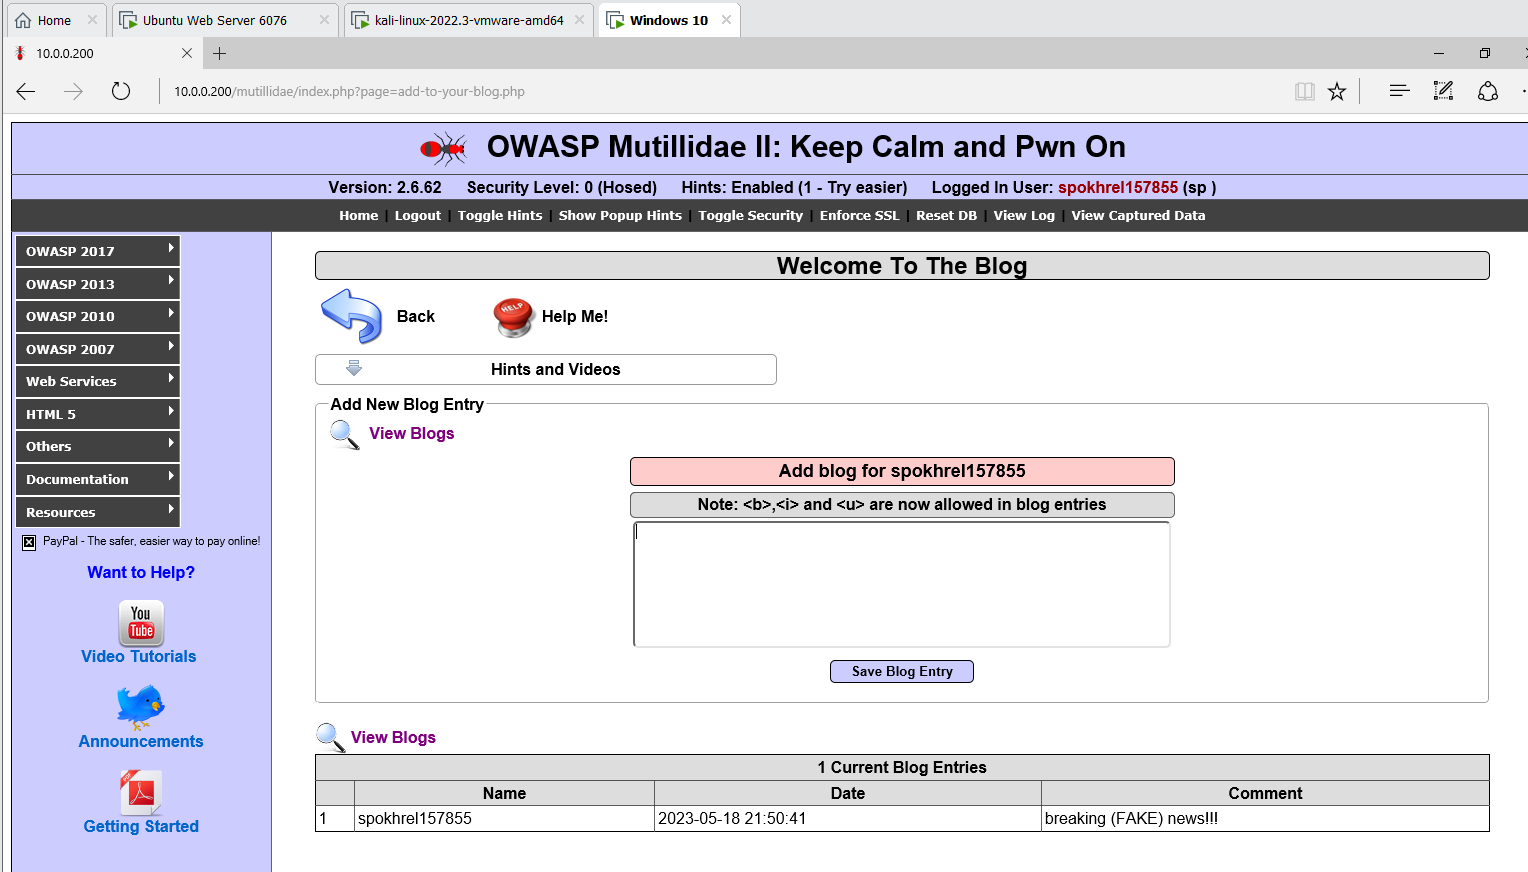 Home
Ubuntu Web Server 6076
kali-linux-2022.3-vmware-amd64
Windows 10
10.0.0.200
10.0.0.200/mutillidae/index.php?page=add-to-your-blog.php
OWASP Mutillidae II: Keep Calm and Pwn On
Version: 2.6.62 Security Level: 0 (Hosed) Hints: Enabled (1 - Try easier) Logged In User: spokhrel157855 (sp )
Home | Logout | Toggle Hints | Show Popup Hints | Toggle Security | Enforce SSL | Reset DB | View Log | View Captured Data
OWASP 2017
OWASP 2013
OWASP 2010
OWASP 2007
Web Services
HTML 5
Others
Documentation
Resources
PayPal - The safer, easier way to pay online!
Want to Help?
You Tube
Video Tutorials
Announcements
PDF
Getting Started
Welcome To The Blog
Back
HELP
Help Me!
Hints and Videos
Add New Blog Entry
View Blogs
Add blog for spokhrel157855
Note: <b>,<i> and <u> are now allowed in blog entries
Save Blog Entry
View Blogs
1 Current Blog Entries
Name Date Comment
1 spokhrel157855 2023-05-18 21:50:41 breaking (FAKE) news!!!